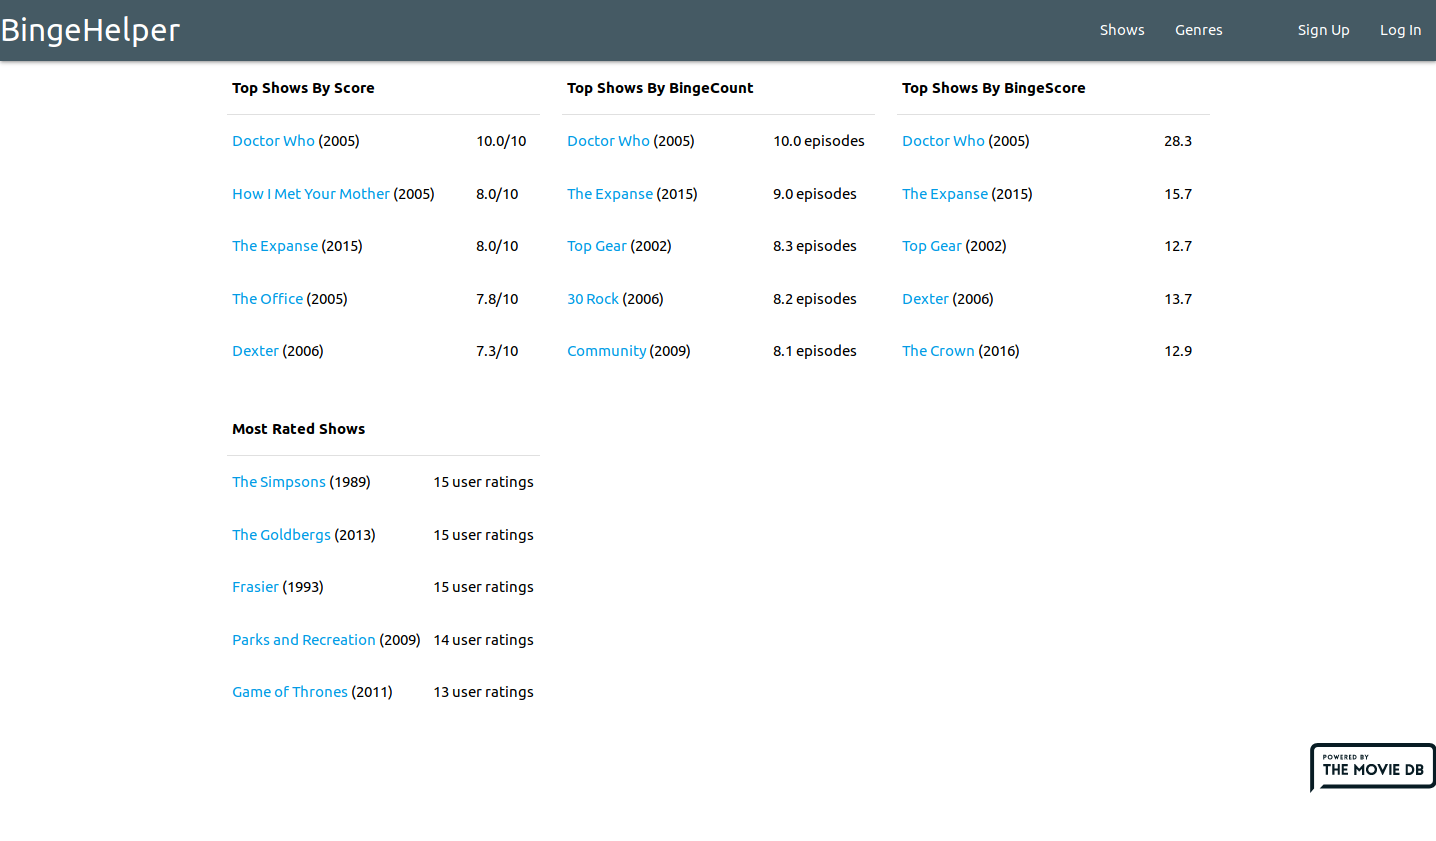 BingeHelper Shows Genres Sign Up Log In
Top Shows By Score
Doctor Who (2005) 10.0/10
How I Met Your Mother (2005) 8.0/10
The Expanse (2015) 8.0/10
The Office (2005) 7.8/10
Dexter (2006) 7.3/10
Top Shows By BingeCount
Doctor Who (2005) 10.0 episodes
The Expanse (2015) 9.0 episodes
Top Gear (2002) 8.3 episodes
30 Rock (2006) 8.2 episodes
Community (2009) 8.1 episodes
Top Shows By BingeScore
Doctor Who (2005) 28.3
The Expanse (2015) 15.7
Top Gear (2002) 12.7
Dexter (2006) 13.7
The Crown (2016) 12.9
Most Rated Shows
The Simpsons (1989) 15 user ratings
The Goldbergs (2013) 15 user ratings
Frasier (1993) 15 user ratings
Parks and Recreation (2009) 14 user ratings
Game of Thrones (2011) 13 user ratings
POWERED BY
THE MOVIE DB